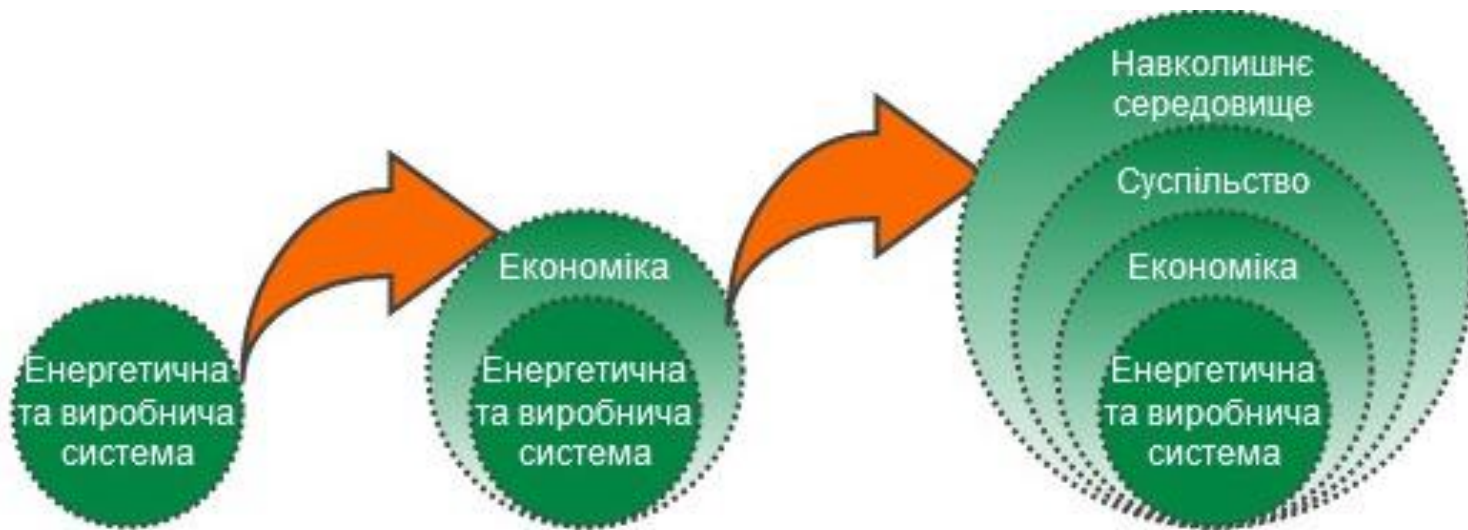 Енергетична
та виробнича
система
Економіка
Енергетична
та виробнича
система
Навколишнє
середовище
Суспільство
Економіка
Енергетична
та виробнича
система